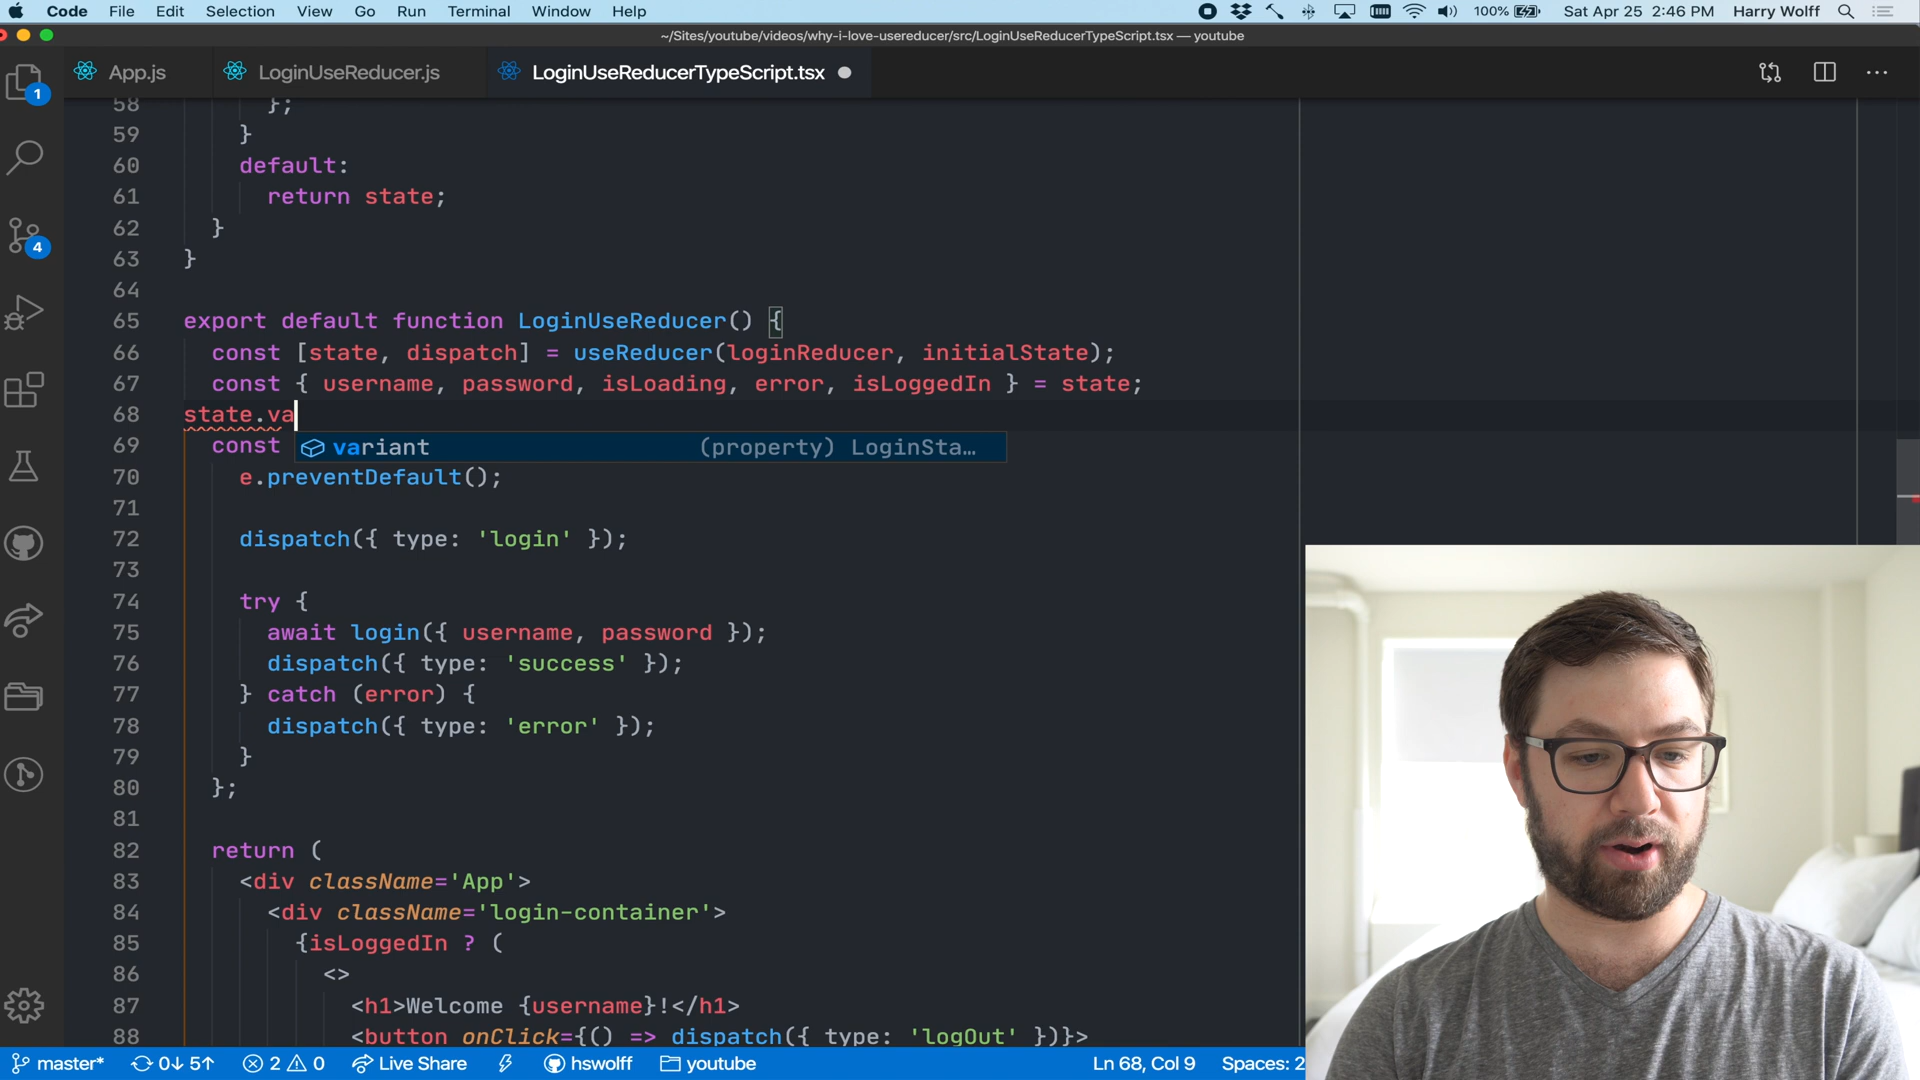 Code File Edit Selection View Go Run Terminal Window Help 100% Sat Apr 25 2:46 PM Harry Wolff
~/Sites/youtube/videos/why-i-love-usereducer/src/LoginUseReducerTypeScript.tsx — youtube
App.js LoginUseReducer.js LoginUseReducerTypeScript.tsx
1
4
58 };
59 }
60 default:
61 return state;
62 }
63 }
64
65 export default function LoginUseReducer() {
66 const [state, dispatch] = useReducer(loginReducer, initialState);
67 const { username, password, isLoading, error, isLoggedIn } = state;
68 state.va
69 const variant (property) LoginSta…
70 e.preventDefault();
71
72 dispatch({ type: 'login' });
73
74 try {
75 await login({ username, password });
76 dispatch({ type: 'success' });
77 } catch (error) {
78 dispatch({ type: 'error' });
79 }
80 };
81
82 return (
83 <div className='App'>
84 <div className='login-container'>
85 {isLoggedIn ? (
86 <>
87 <h1>Welcome {username}!</h1>
88 <button onClick={() => dispatch({ type: 'logOut' })}>
master* 0↓ 5↑ 2 0 Live Share hswolff youtube Ln 68, Col 9 Spaces: 2